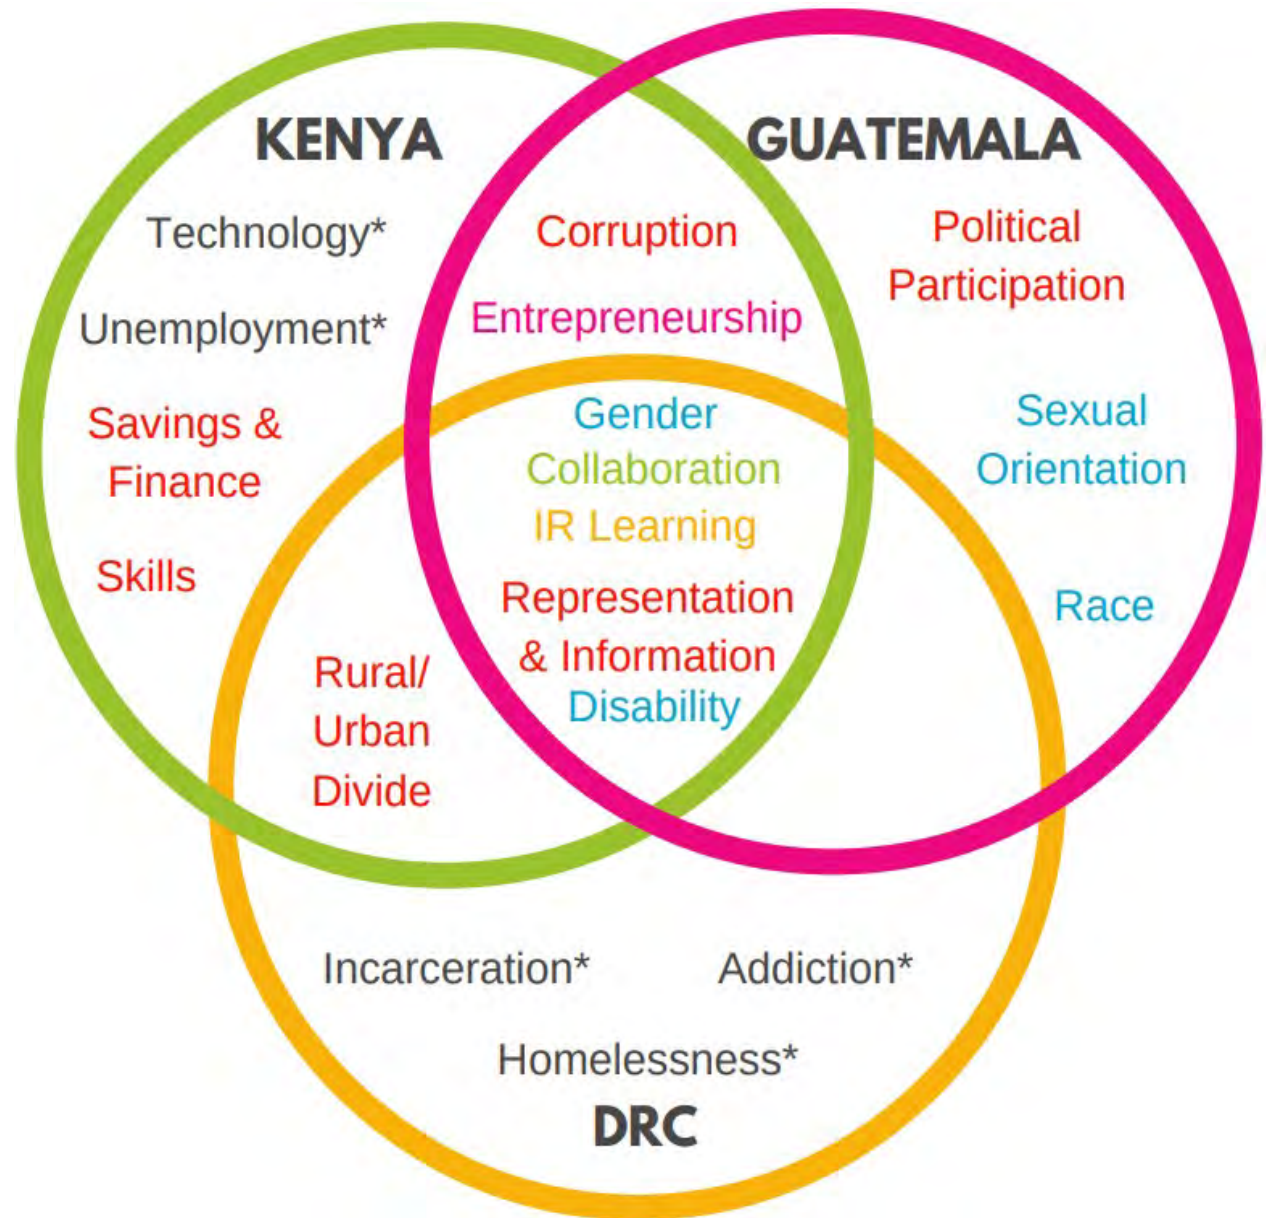 KENYA
GUATEMALA
Technology*
Unemployment*
Savings &
Finance
Skills
Corruption
Entrepreneurship
Political
Participation
Sexual
Orientation
Race
Gender
Collaboration
IR Learning
Representation
& Information
Disability
Rural/
Urban
Divide
Incarceration*
Addiction*
Homelessness*
DRC